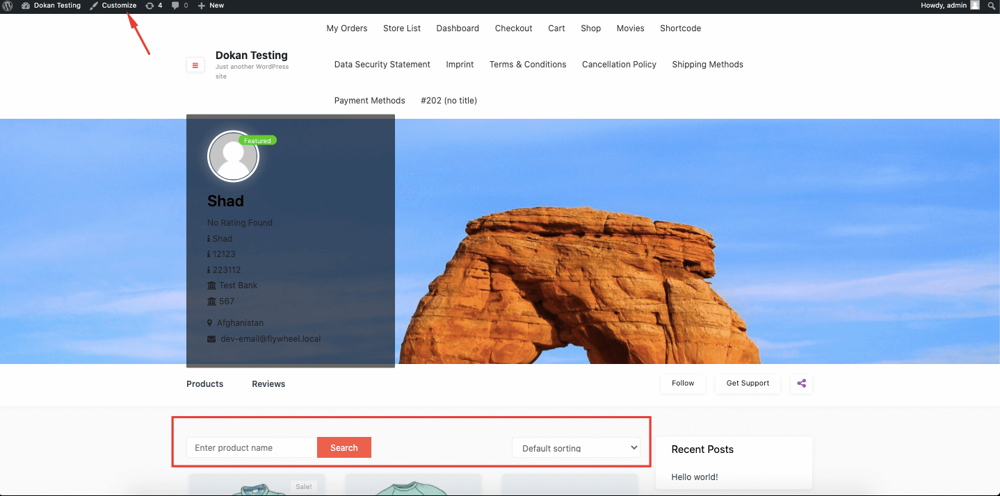 Dokan Testing Customize 4 0 New Howdy, admin
My Orders Store List Dashboard Checkout Cart Shop Movies Shortcode
Dokan Testing
Just another WordPress
site
Data Security Statement Imprint Terms & Conditions Cancellation Policy Shipping Methods
Payment Methods #202 (no title)
Featured
Shad
No Rating Found
Shad
12123
223112
Test Bank
567
Afghanistan
dev-email@flywheel.local
Products Reviews Follow Get Support
Enter product name Search Default sorting
Recent Posts
Hello world!
Sale!